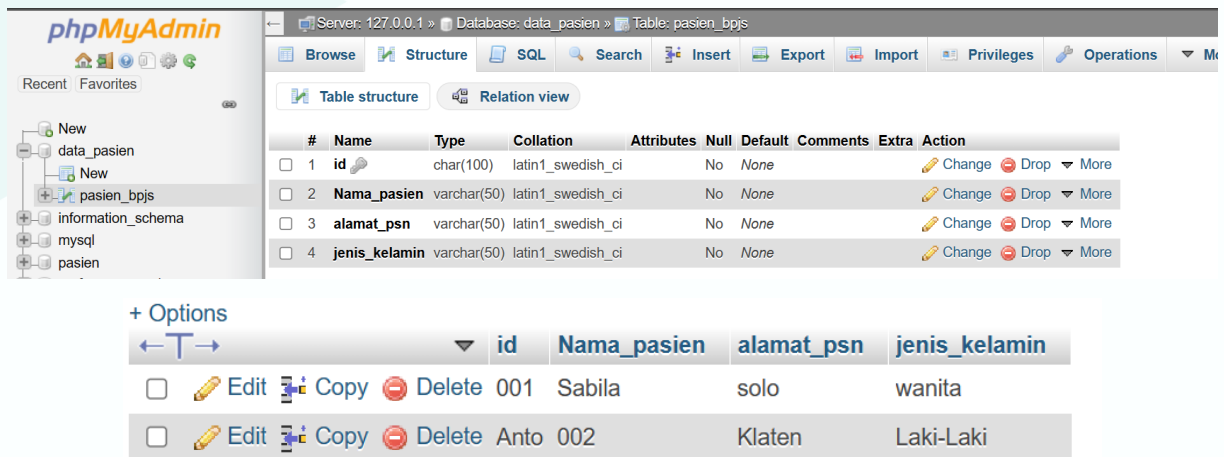 phpMyAdmin
Recent Favorites
New
data_pasien
New
pasien_bpjs
information_schema
mysql
pasien
Server: 127.0.0.1 » Database: data_pasien » Table: pasien_bpjs
Browse Structure SQL Search Insert Export Import Privileges Operations Mo
Table structure Relation view
# Name Type Collation Attributes Null Default Comments Extra Action
1 id char(100) latin1_swedish_ci No None Change Drop More
2 Nama_pasien varchar(50) latin1_swedish_ci No None Change Drop More
3 alamat_psn varchar(50) latin1_swedish_ci No None Change Drop More
4 jenis_kelamin varchar(50) latin1_swedish_ci No None Change Drop More
+ Options
←T→ id Nama_pasien alamat_psn jenis_kelamin
Edit Copy Delete 001 Sabila solo wanita
Edit Copy Delete Anto 002 Klaten Laki-Laki